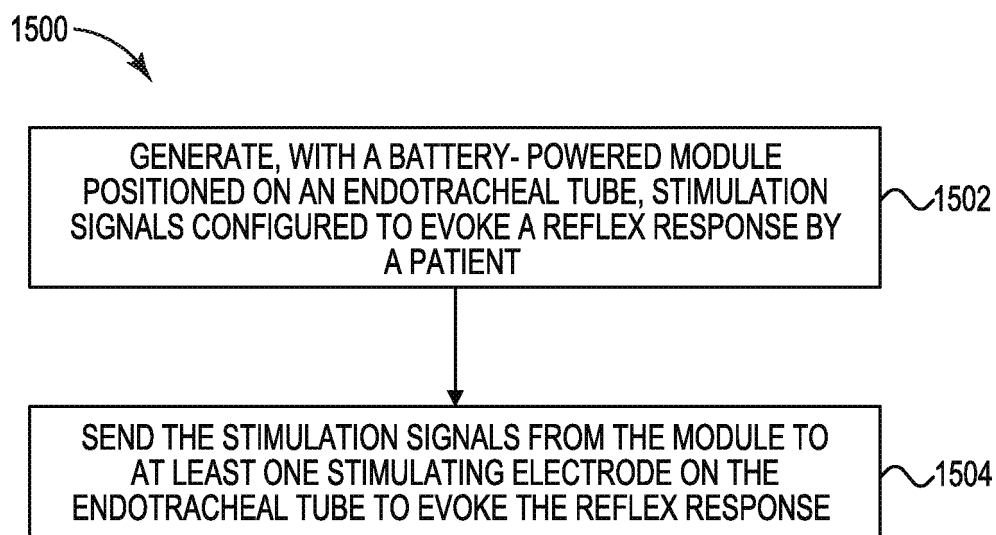 1500
GENERATE, WITH A BATTERY- POWERED MODULE
POSITIONED ON AN ENDOTRACHEAL TUBE, STIMULATION
SIGNALS CONFIGURED TO EVOKE A REFLEX RESPONSE BY
A PATIENT
1502
SEND THE STIMULATION SIGNALS FROM THE MODULE TO
AT LEAST ONE STIMULATING ELECTRODE ON THE
ENDOTRACHEAL TUBE TO EVOKE THE REFLEX RESPONSE
1504